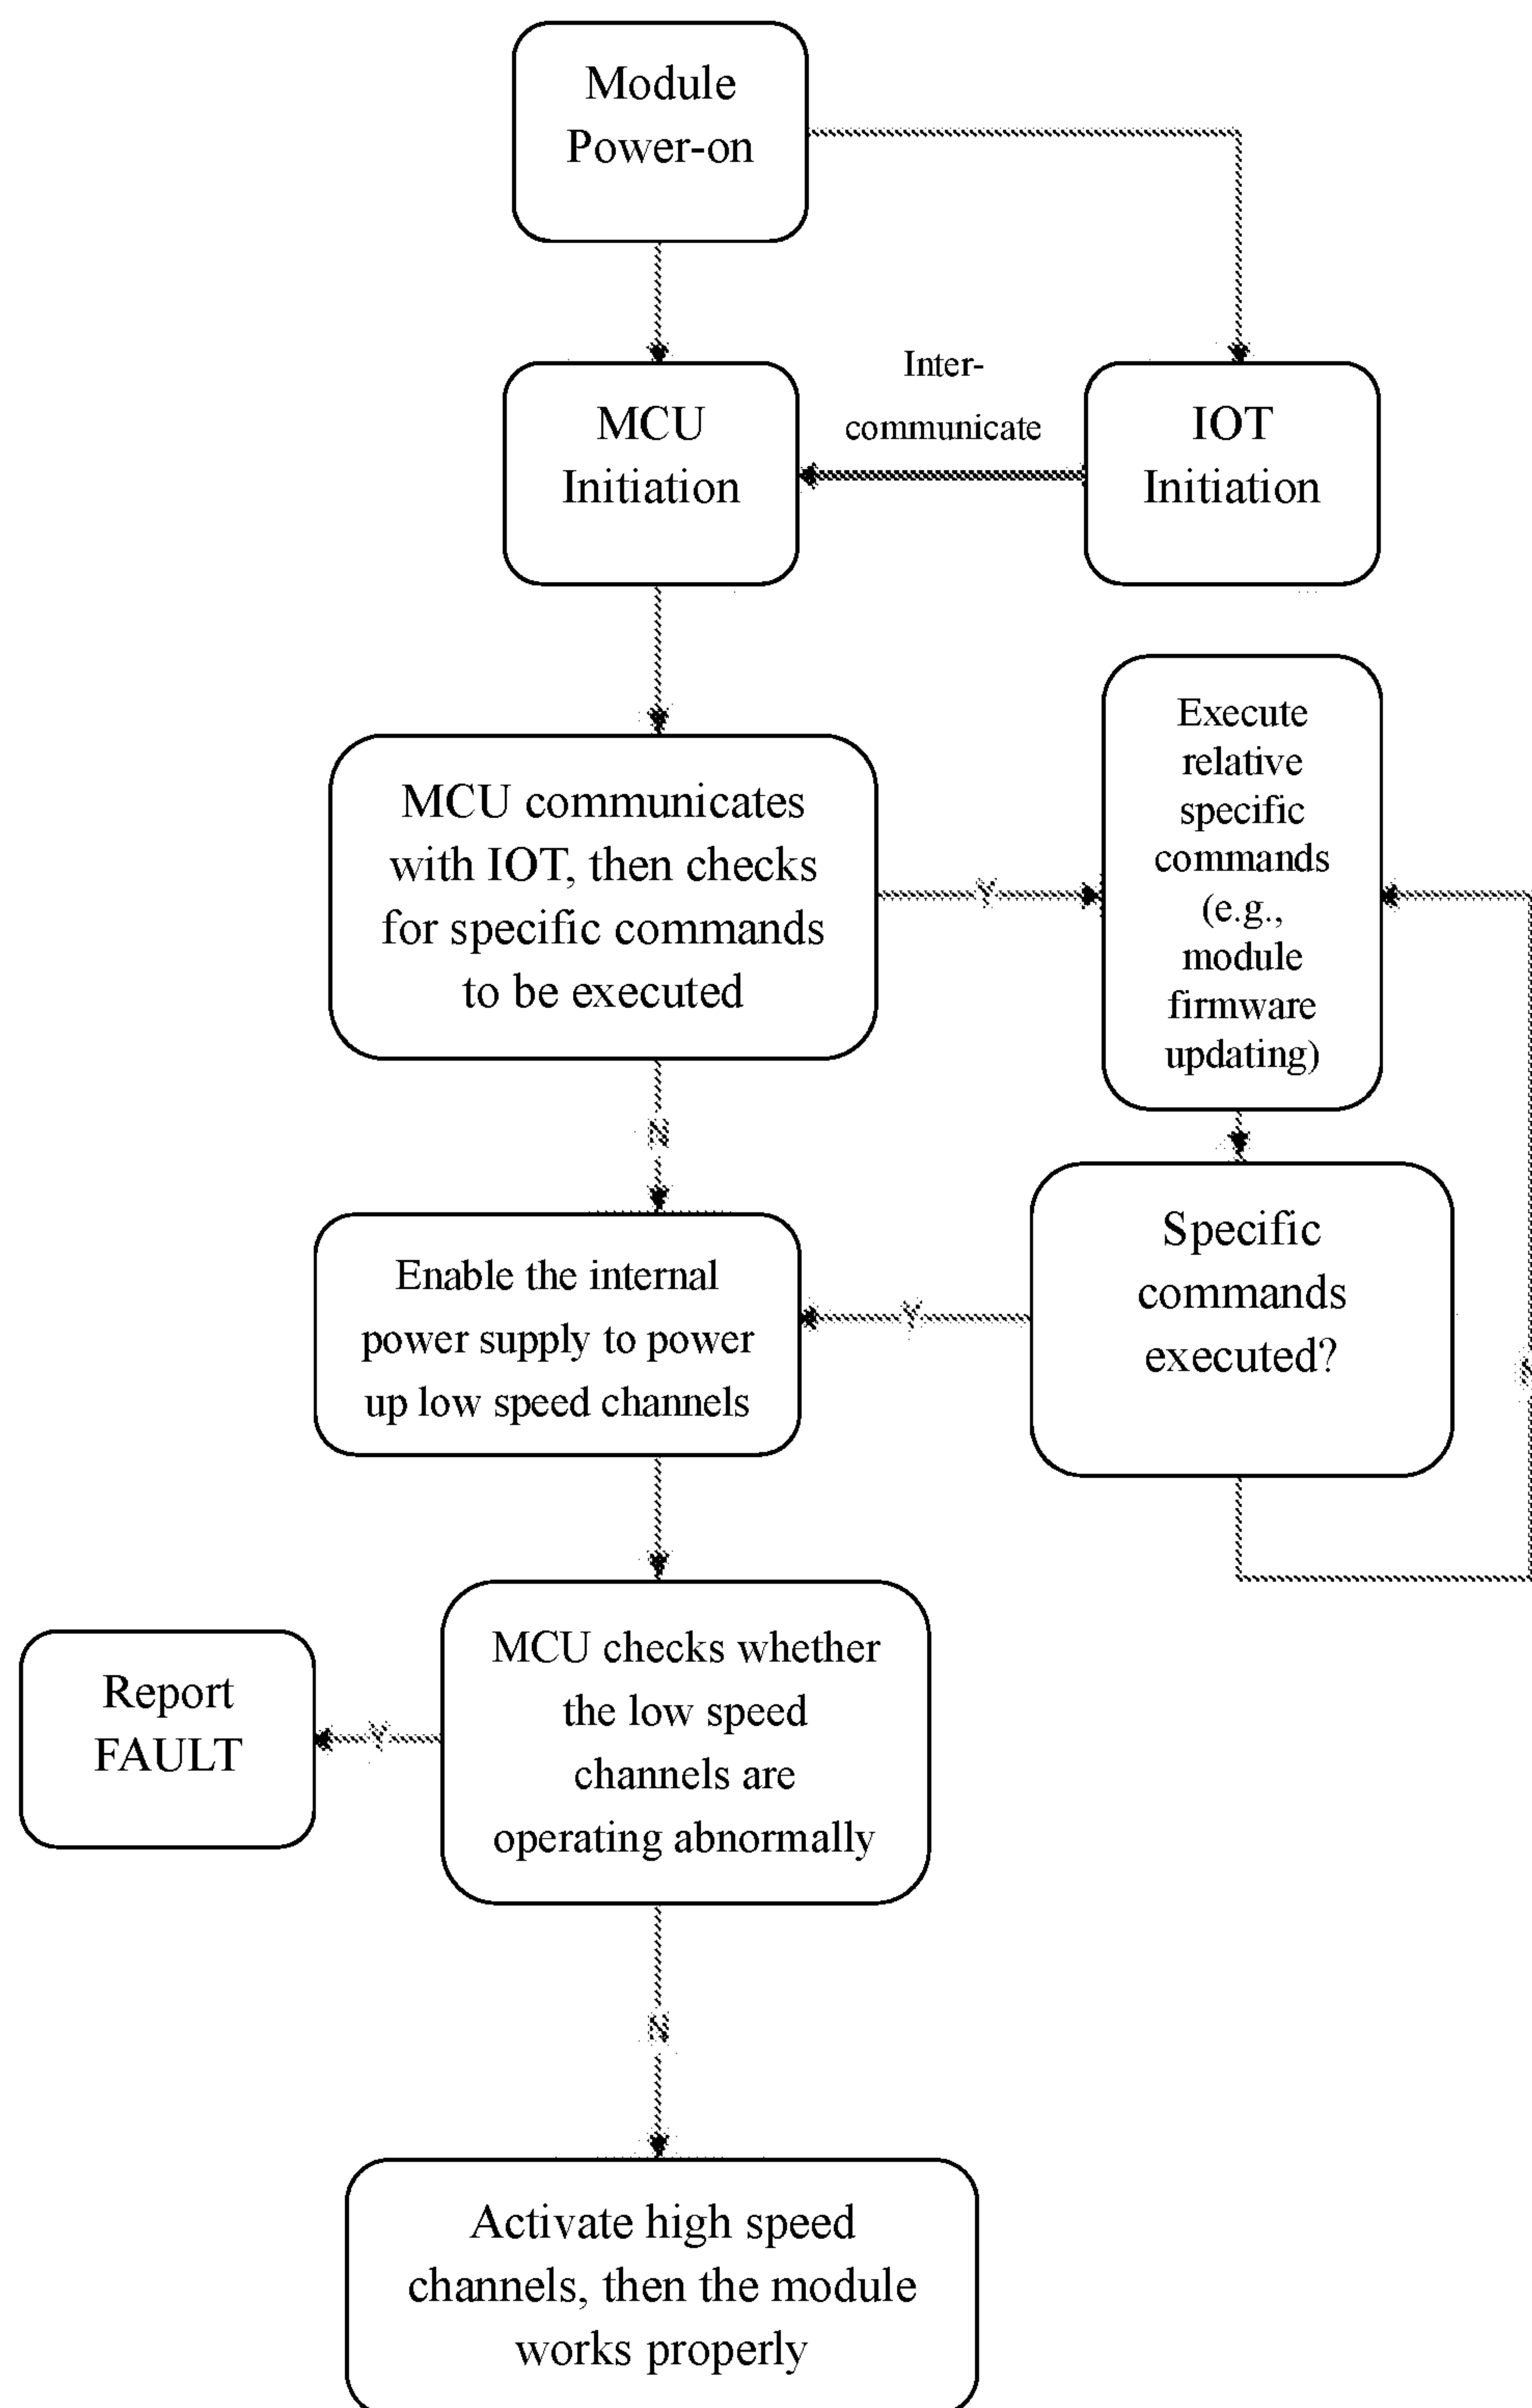 Module
Power-on
Inter-
communicate
MCU
Initiation
IOT
Initiation
MCU communicates
with IOT, then checks
for specific commands
to be executed
Y
Execute
relative
specific
commands
(e.g.,
module
firmware
updating)
N
Enable the internal
power supply to power
up low speed channels
Y
Specific
commands
executed?
MCU checks whether
the low speed
channels are
operating abnormally
Y
Report
FAULT
N
Activate high speed
channels, then the module
works properly